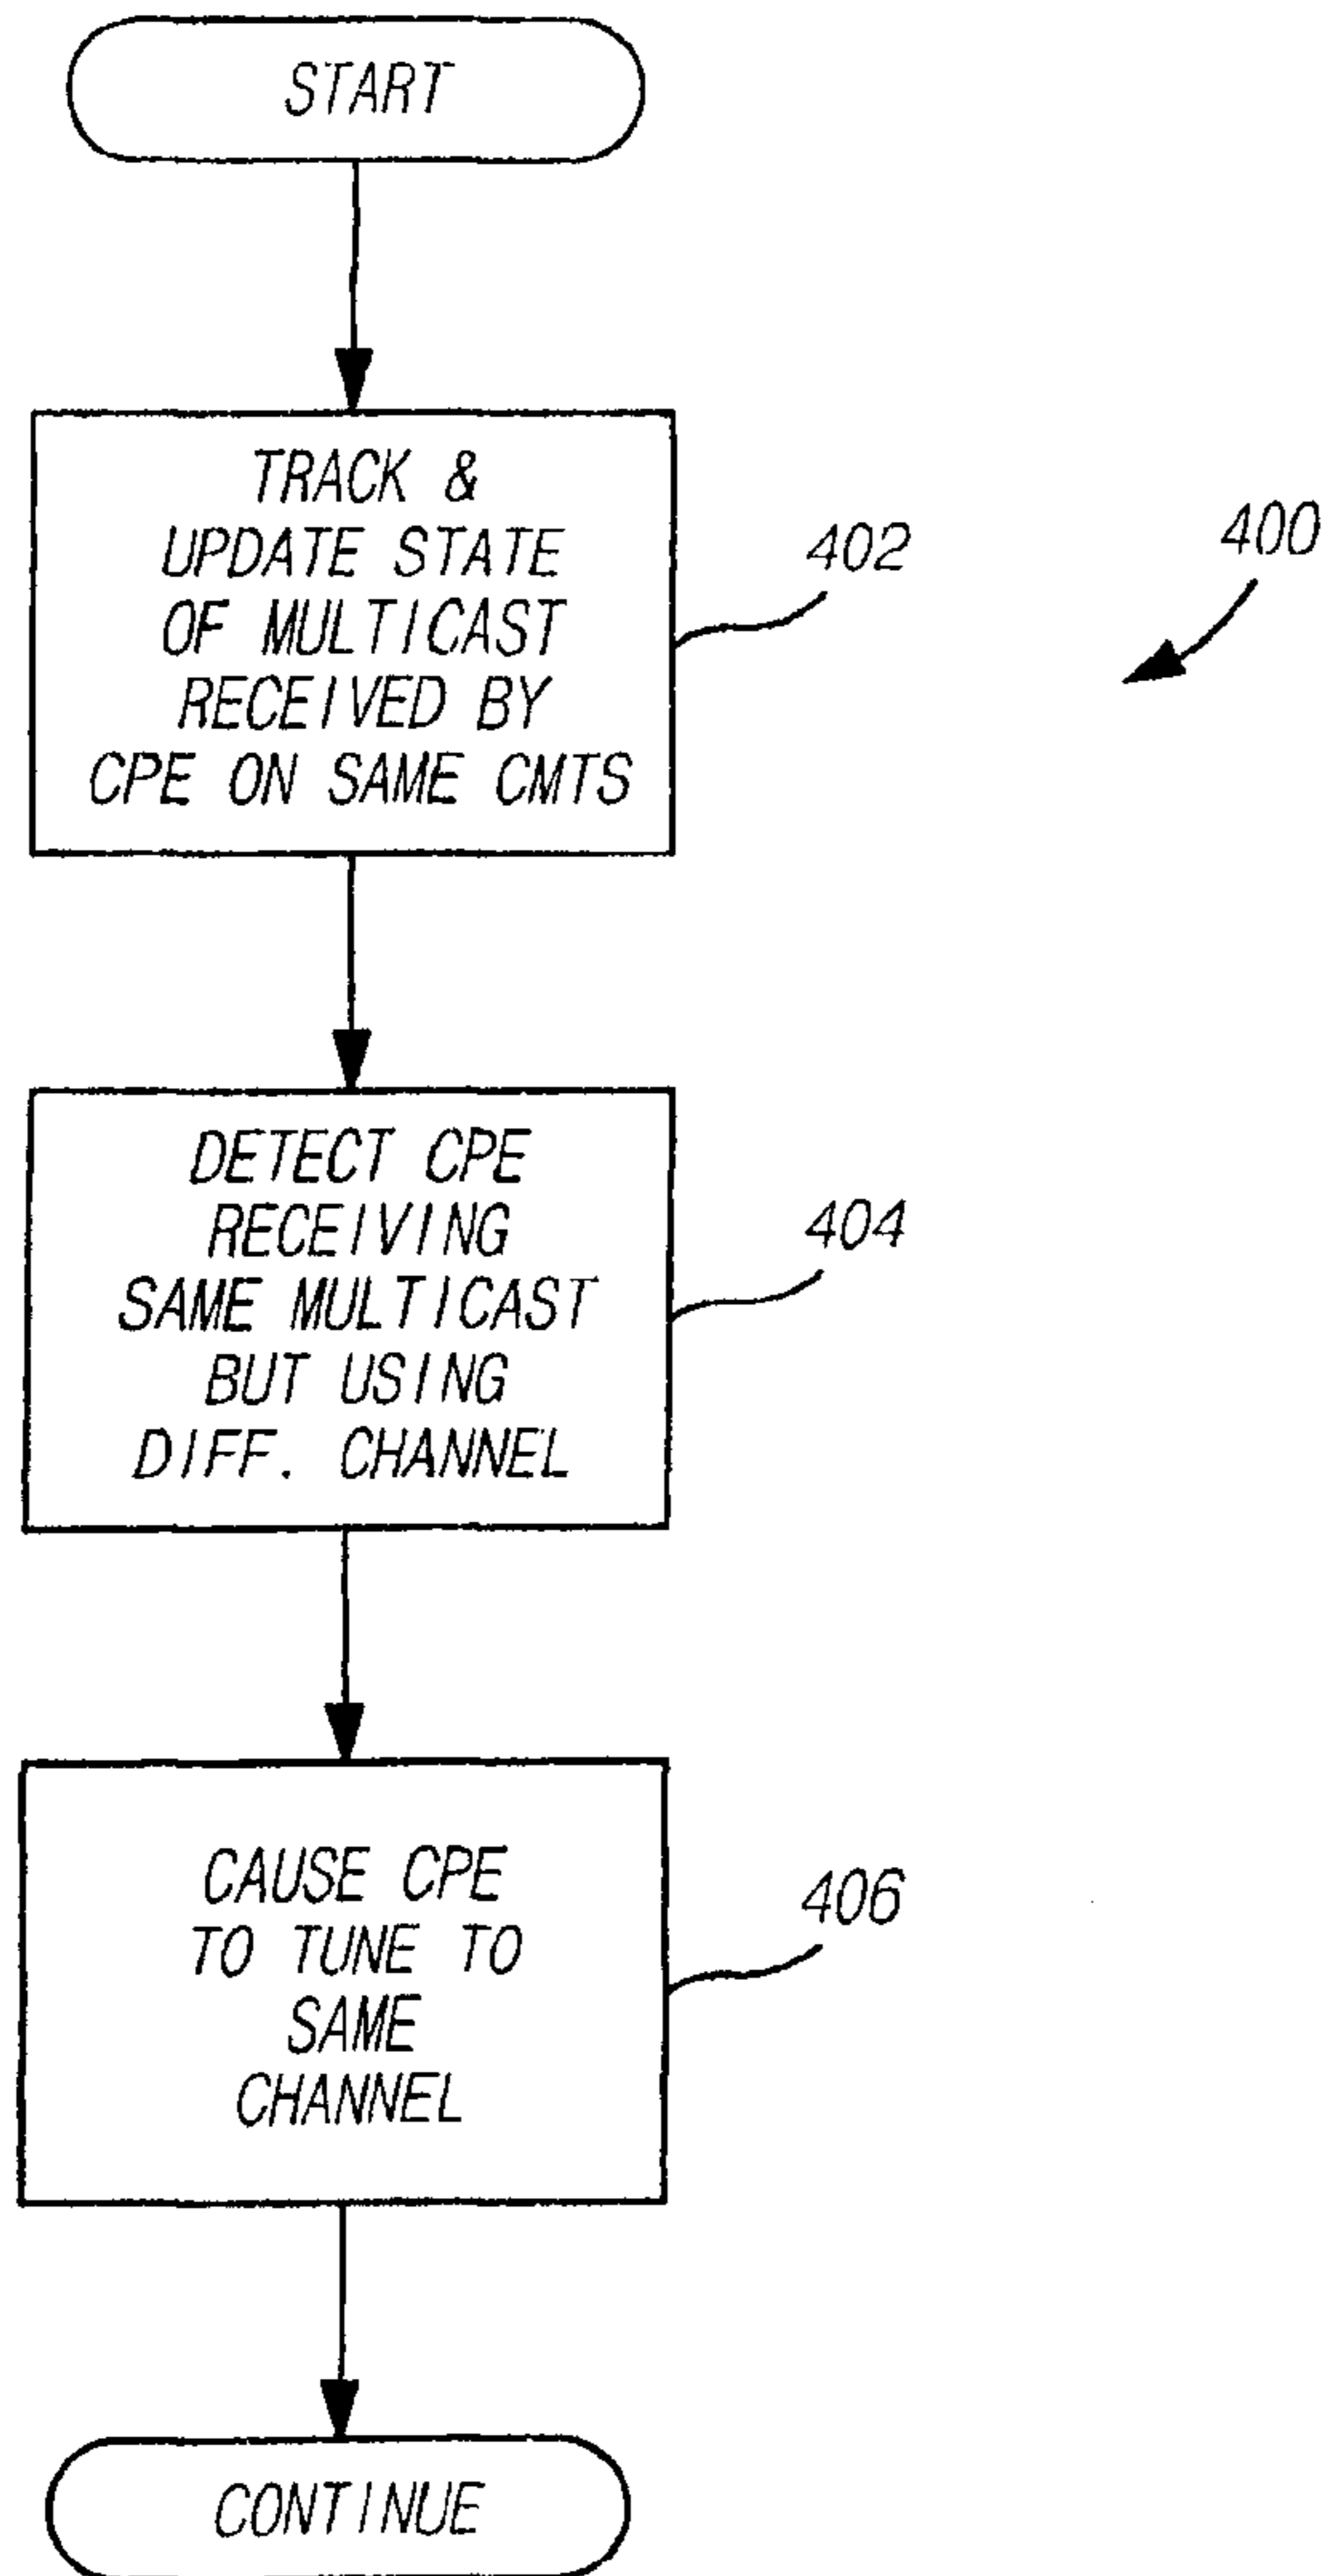 START
TRACK &
UPDATE STATE
OF MULTICAST
RECEIVED BY
CPE ON SAME CMTS
402
400
DETECT CPE
RECEIVING
SAME MULTICAST
BUT USING
DIFF. CHANNEL
404
CAUSE CPE
TO TUNE TO
SAME
CHANNEL
406
CONTINUE